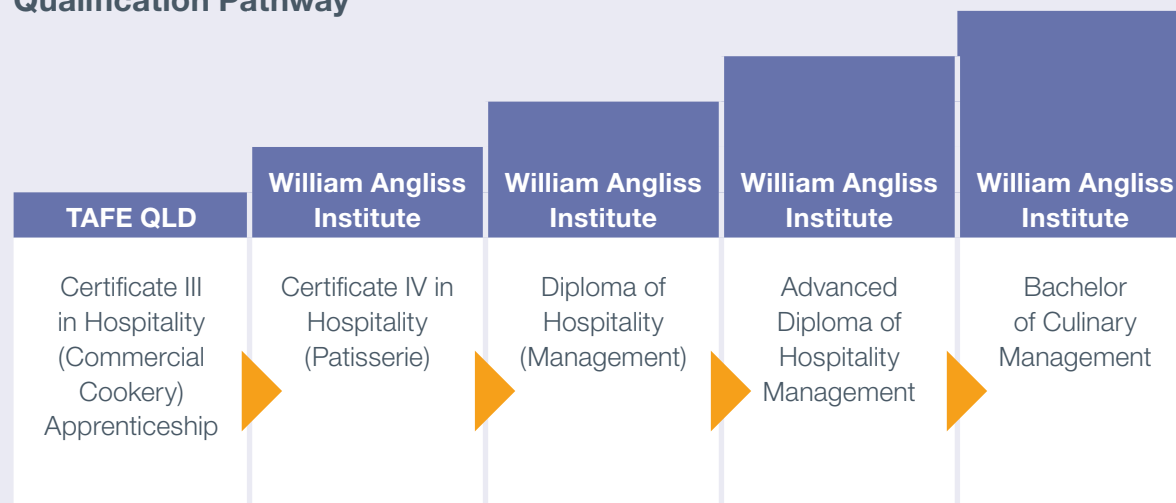 Qualification Pathway
TAFE QLD
Certificate III
in Hospitality
(Commercial
Cookery)
Apprenticeship
William Angliss
Institute
Certificate IV in
Hospitality
(Patisserie)
William Angliss
Institute
Diploma of
Hospitality
(Management)
William Angliss
Institute
Advanced
Diploma of
Hospitality
Management
William Angliss
Institute
Bachelor
of Culinary
Management